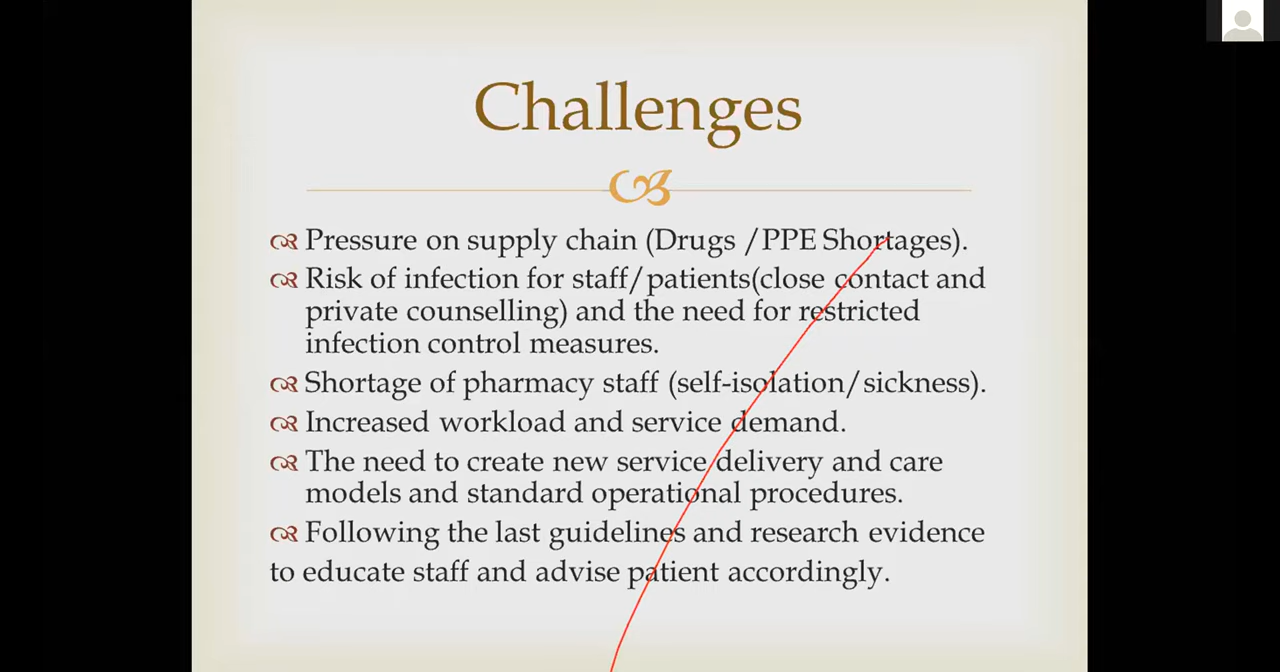 Challenges
Pressure on supply chain (Drugs /PPE Shortages).
Risk of infection for staff/patients(close contact and
private counselling) and the need for restricted
infection control measures.
Shortage of pharmacy staff (self-isolation/sickness).
Increased workload and service demand.
The need to create new service delivery and care
models and standard operational procedures.
Following the last guidelines and research evidence
to educate staff and advise patient accordingly.